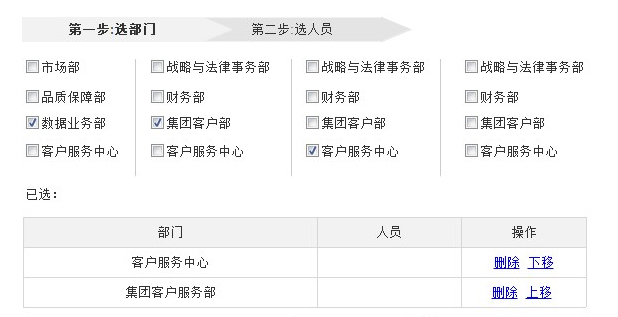 第一步:选部门 第二步:选人员
市场部 战略与法律事务部 战略与法律事务部 战略与法律事务部
品质保障部 财务部 财务部 财务部
数据业务部 集团客户部 集团客户部 集团客户部
客户服务中心 客户服务中心 客户服务中心 客户服务中心
已选：
部门 人员 操作
客户服务中心 删除 下移
集团客户服务部 删除 上移